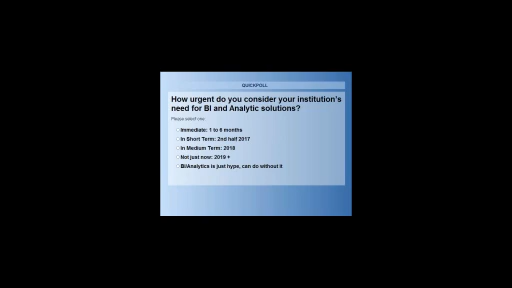 QUICKPOLL
How urgent do you consider your institution's
need for BI and Analytic solutions?
Please select one:
Immediate: 1 to 6 months
In Short Term: 2nd half 2017
In Medium Term: 2018
Not just now: 2019 +
BI/Analytics is just hype, can do without it